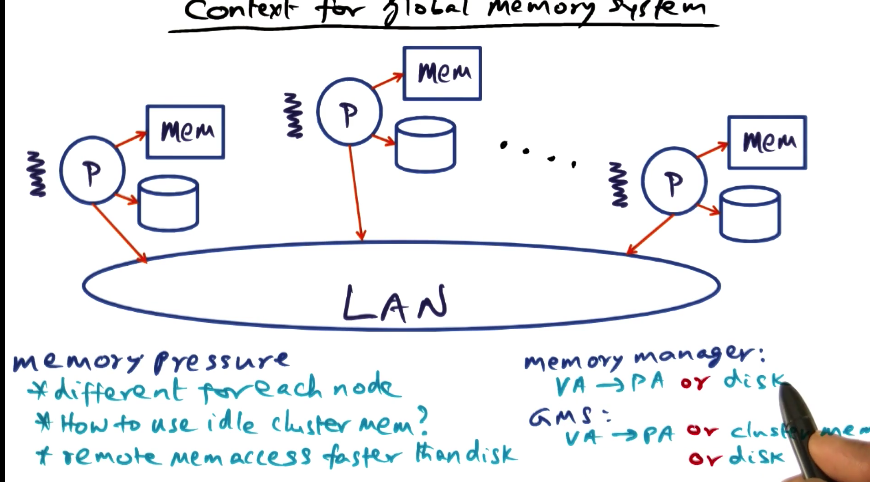 Context for global memory system
mem
P
mem
P
mem
P
LAN
memory pressure
* different for each node
* How to use idle cluster mem?
* remote mem access faster than disk
memory manager:
VA → PA or disk
GMS:
VA → PA or cluster mem
or disk